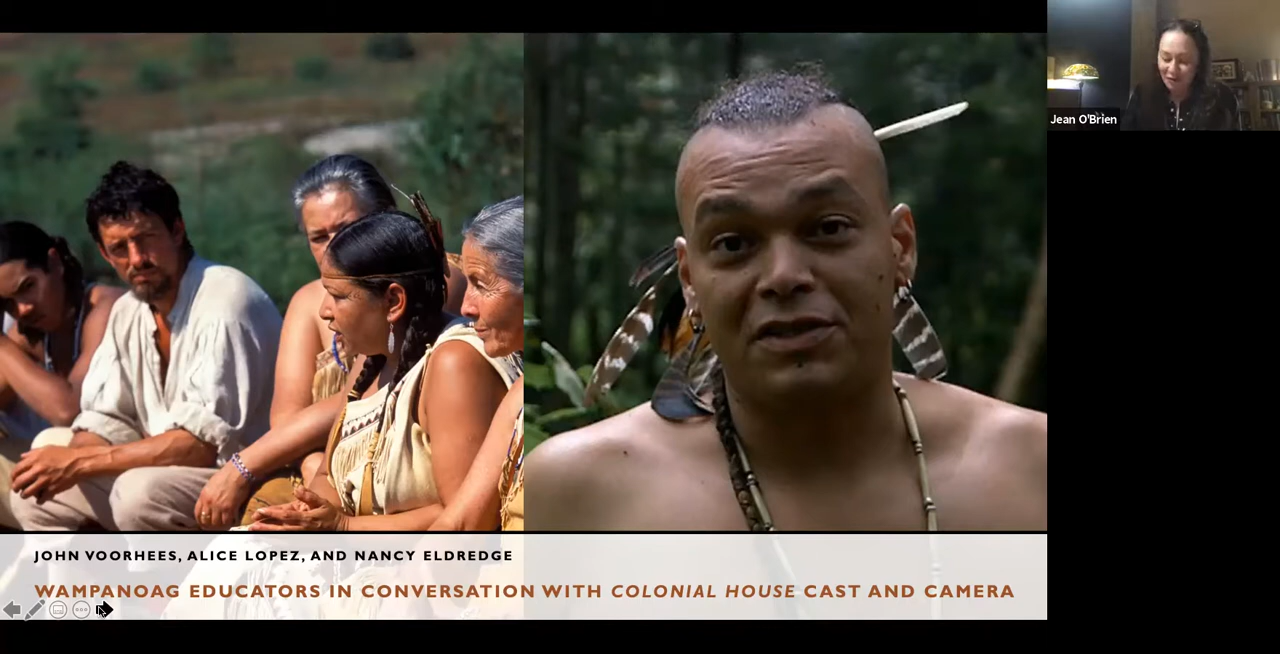 Jean O'Brien
JOHN VOORHEES, ALICE LOPEZ, AND NANCY ELDREDGE
WAMPANOAG EDUCATORS IN CONVERSATION WITH COLONIAL HOUSE CAST AND CAMERA